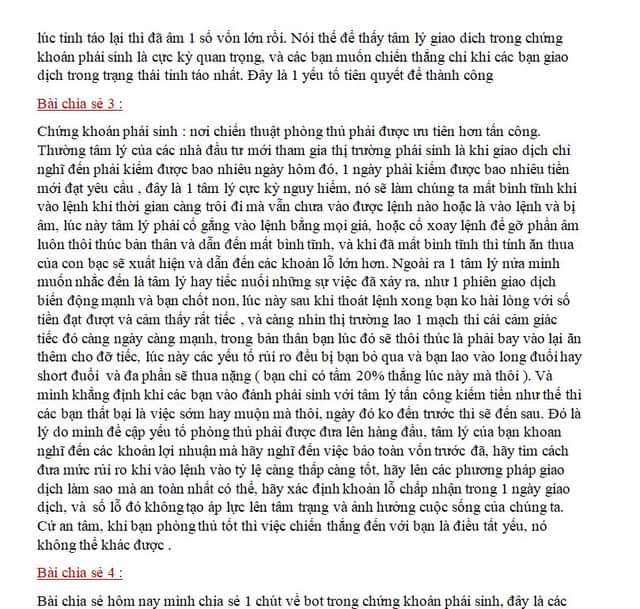 lúc tỉnh táo lại thì đã âm 1 số vốn lớn rồi. Nói thế để thấy tâm lý giao dich trong chứng
khoán phái sinh là cực kỳ quan trọng, và các bạn muốn chiến thắng chỉ khi các bạn giao
dịch trong trạng thái tỉnh táo nhất. Đây là 1 yếu tố tiên quyết để thành công
Bài chia sẻ 3 :
Chứng khoán phái sinh : nơi chiến thuật phòng thủ phải được ưu tiên hơn tấn công.
Thường tâm lý của các nhà đầu tư mới tham gia thị trường phái sinh là khi giao dịch chỉ
nghĩ đến phải kiếm được bao nhiêu ngày hôm đó, 1 ngày phải kiếm được bao nhiêu tiền
mới đạt yêu cầu , đây là 1 tâm lý cực kỳ nguy hiểm, nó sẽ làm chúng ta mất bình tĩnh khi
vào lệnh khi thời gian càng trôi đi mà vẫn chưa vào được lệnh nào hoặc là vào lệnh và bị
âm, lúc này tâm lý phải cố gắng vào lệnh bằng mọi giá, hoặc cố xoay lệnh để gỡ phần âm
luôn thôi thúc bản thân và dẫn đến mất bình tĩnh, và khi đã mất bình tĩnh thì tính ăn thua
của con bạc sẽ xuất hiện và dẫn đến các khoản lỗ lớn hơn. Ngoài ra 1 tâm lý nửa mình
muốn nhắc đến là tâm lý hay tiếc nuối những sự việc đã xảy ra, như 1 phiên giao dịch
biến động mạnh và bạn chốt non, lúc này sau khi thoát lệnh xong bạn ko hài lòng với số
tiền đạt đượt và cảm thấy rất tiếc , và càng nhìn thị trường lao 1 mạch thì cái cảm giác
tiếc đó càng ngày càng mạnh, trong bản thân bạn lúc đó sẽ thôi thúc là phải bay vào lại ăn
thêm cho đỡ tiếc, lúc này các yếu tố rủi ro đều bị bạn bỏ qua và bạn lao vào long đuổi hay
short đuổi và đa phần sẽ thua nặng ( bạn chỉ có tầm 20% thắng lúc này mà thôi ). Và
mình khẳng định khi các bạn vào đánh phái sinh với tâm lý tấn công kiếm tiền như thế thì
các bạn thất bại là việc sớm hay muộn mà thôi, ngày đó ko đến trước thì sẽ đến sau. Đó là
lý do mình đề cập yếu tố phòng thủ phải được đưa lên hàng đầu, tâm lý của bạn khoan
nghĩ đến các khoản lợi nhuận mà hãy nghĩ đến việc bảo toàn vốn trước đã, hãy tìm cách
đưa mức rủi ro khi vào lệnh vào tỷ lệ càng thấp càng tốt, hãy lên các phương pháp giao
dịch làm sao mà an toàn nhất có thể, hãy xác định khoản lỗ chấp nhận trong 1 ngày giao
dịch, và số lỗ đó không tạo áp lực lên tâm trạng và ảnh hưởng cuộc sống của chúng ta.
Cứ an tâm, khi bạn phòng thủ tốt thì việc chiến thắng đến với bạn là điều tất yếu, nó
không thể khác được .
Bài chia sẻ 4 :
Bài chia sẻ hôm nay mình chia sẻ 1 chút về bot trong chứng khoán phái sinh, đây là các